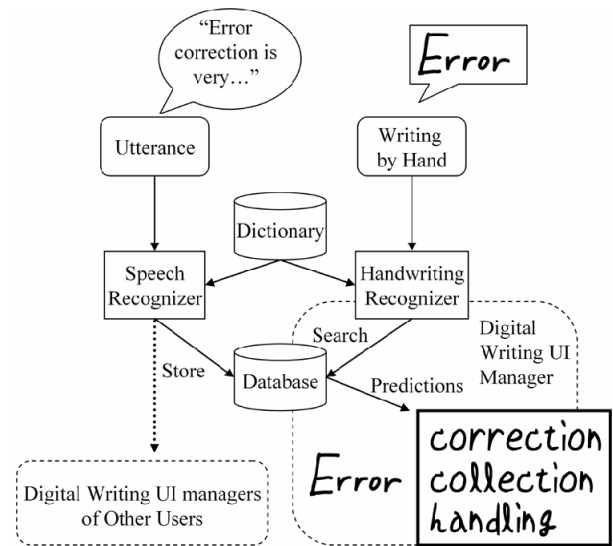 “Error
correction is
very…”
Error
Utterance
Writing
by Hand
Dictionary
Speech
Recognizer
Handwriting
Recognizer
Search
Digital
Writing UI
Manager
Store
Database
Predictions
Error
correction
collection
handling
Digital Writing UI managers
of Other Users